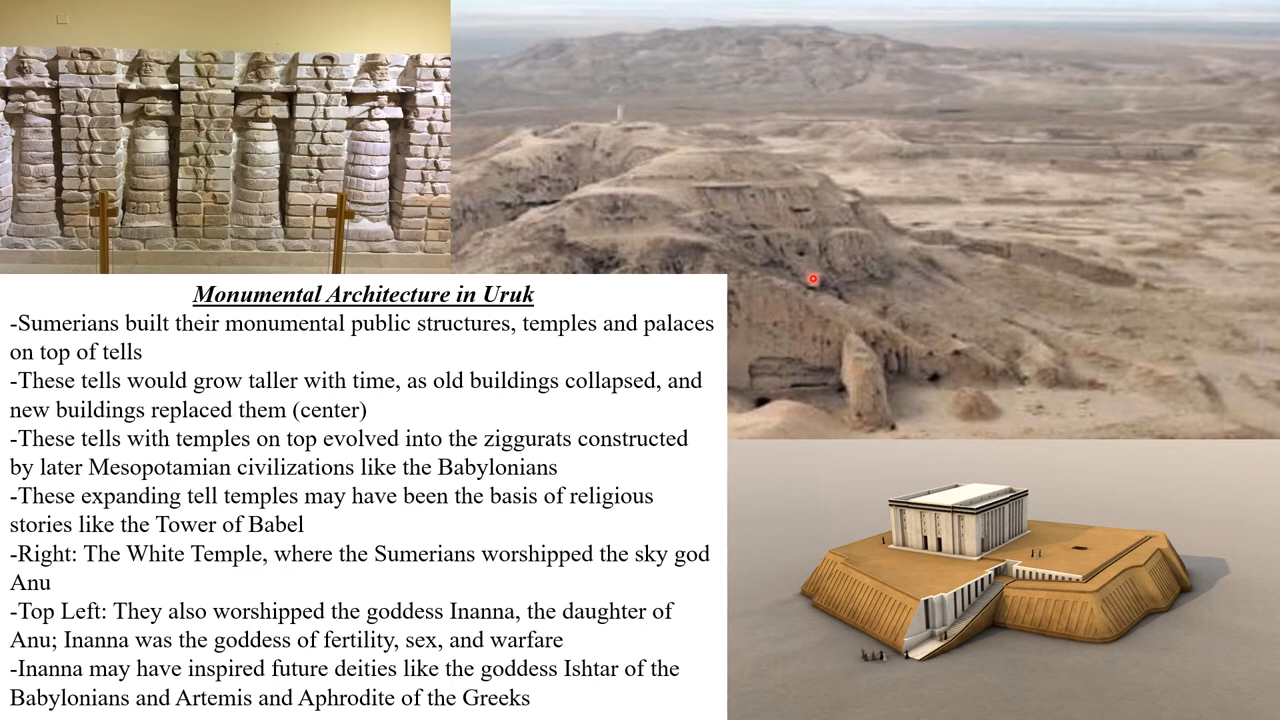 Monumental Architecture in Uruk
-Sumerians built their monumental public structures, temples and palaces
on top of tells
-These tells would grow taller with time, as old buildings collapsed, and
new buildings replaced them (center)
-These tells with temples on top evolved into the ziggurats constructed
by later Mesopotamian civilizations like the Babylonians
-These expanding tell temples may have been the basis of religious
stories like the Tower of Babel
-Right: The White Temple, where the Sumerians worshipped the sky god
Anu
-Top Left: They also worshipped the goddess Inanna, the daughter of
Anu; Inanna was the goddess of fertility, sex, and warfare
-Inanna may have inspired future deities like the goddess Ishtar of the
Babylonians and Artemis and Aphrodite of the Greeks